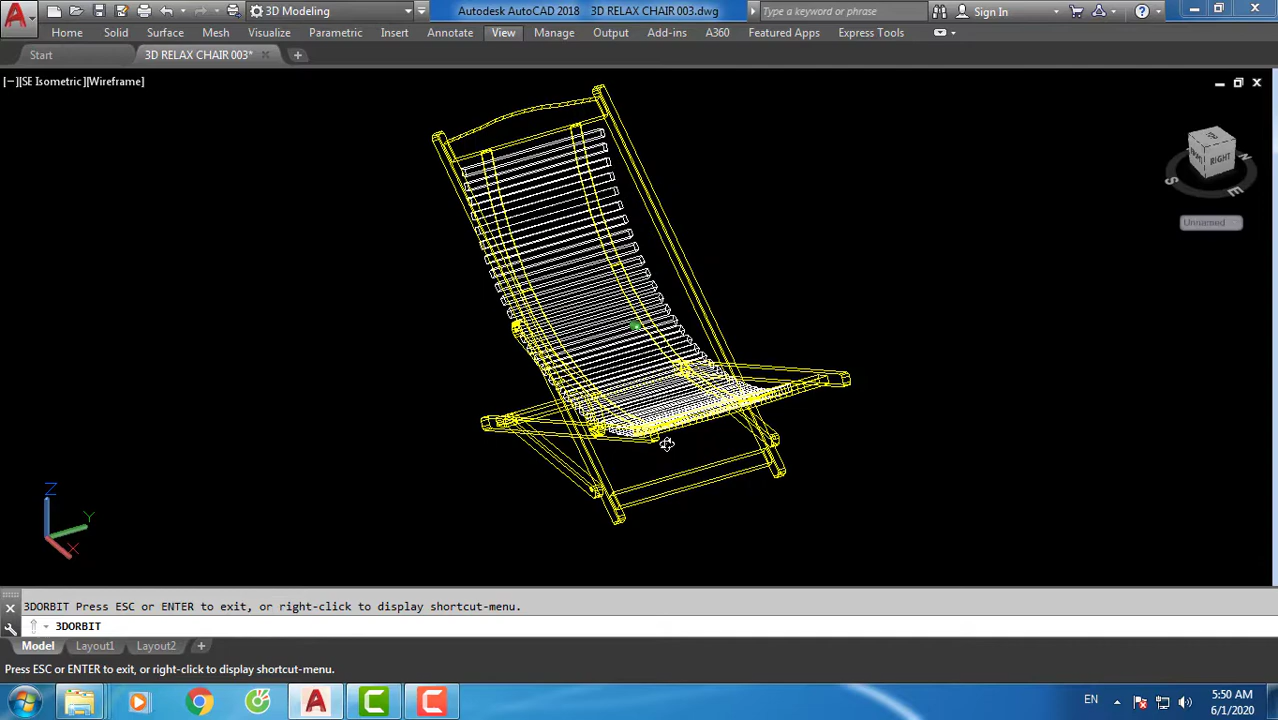 3D Modeling
Autodesk AutoCAD 2018 3D RELAX CHAIR 003.dwg
Type a keyword or phrase
Sign In
Home Solid Surface Mesh Visualize Parametric Insert Annotate View Manage Output Add-ins A360 Featured Apps Express Tools
Start 3D RELAX CHAIR 003*
[−][SE Isometric][Wireframe]
TOP
RIGHT
N
S
E
Unnamed
Z
Y
X
3DORBIT Press ESC or ENTER to exit, or right-click to display shortcut-menu.
3DORBIT
Model Layout1 Layout2
Press ESC or ENTER to exit, or right-click to display shortcut-menu.
EN
5:50 AM
6/1/2020